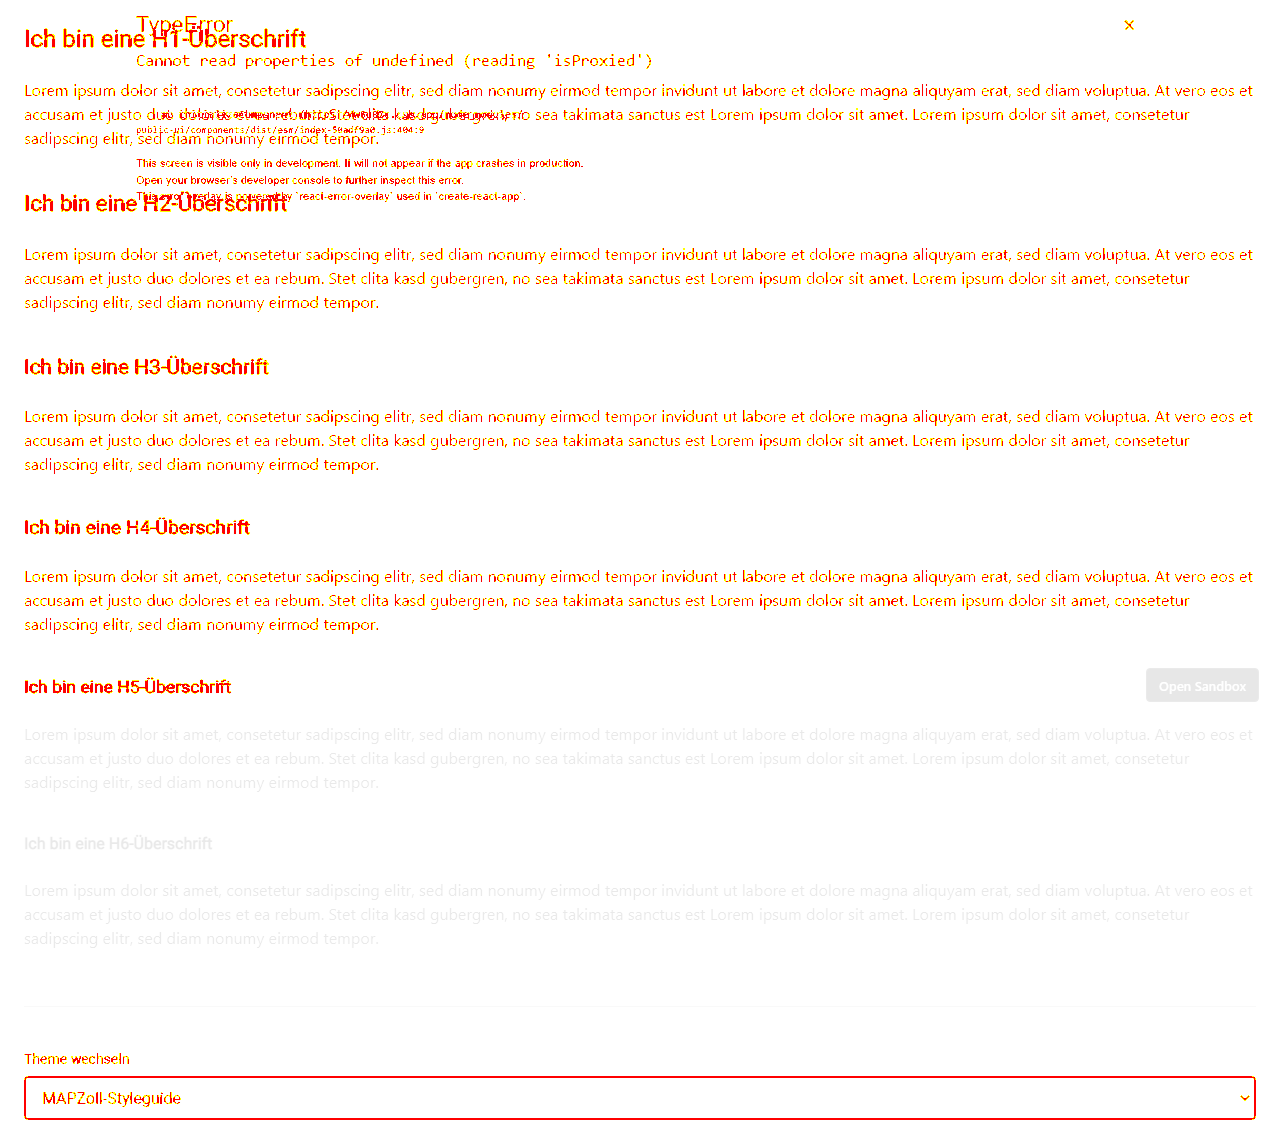 TypeError
×
Ich bin eine H1-Überschrift
Cannot read properties of undefined (reading 'isProxied')
Lorem ipsum dolor sit amet, consetetur sadipscing elitr, sed diam nonumy eirmod tempor invidunt ut labore et dolore magna aliquyam erat, sed diam voluptua. At vero eos et
accusam et justo duo dolores et ea rebum. Stet clita kasd gubergren, no sea takimata sanctus est Lorem ipsum dolor sit amet. Lorem ipsum dolor sit amet, consetetur
public-ui/components/dist/esm/index-50ad79a0.js:404:9
sadipscing elitr, sed diam nonumy eirmod tempor.
This screen is visible only in development. It will not appear if the app crashes in production.
Open your browser's developer console to further inspect this error.
This error overlay is powered by `react-error-overlay` used in `create-react-app`.
Ich bin eine H2-Überschrift
Lorem ipsum dolor sit amet, consetetur sadipscing elitr, sed diam nonumy eirmod tempor invidunt ut labore et dolore magna aliquyam erat, sed diam voluptua. At vero eos et
accusam et justo duo dolores et ea rebum. Stet clita kasd gubergren, no sea takimata sanctus est Lorem ipsum dolor sit amet. Lorem ipsum dolor sit amet, consetetur
sadipscing elitr, sed diam nonumy eirmod tempor.
Ich bin eine H3-Überschrift
Lorem ipsum dolor sit amet, consetetur sadipscing elitr, sed diam nonumy eirmod tempor invidunt ut labore et dolore magna aliquyam erat, sed diam voluptua. At vero eos et
accusam et justo duo dolores et ea rebum. Stet clita kasd gubergren, no sea takimata sanctus est Lorem ipsum dolor sit amet. Lorem ipsum dolor sit amet, consetetur
sadipscing elitr, sed diam nonumy eirmod tempor.
Ich bin eine H4-Überschrift
Lorem ipsum dolor sit amet, consetetur sadipscing elitr, sed diam nonumy eirmod tempor invidunt ut labore et dolore magna aliquyam erat, sed diam voluptua. At vero eos et
accusam et justo duo dolores et ea rebum. Stet clita kasd gubergren, no sea takimata sanctus est Lorem ipsum dolor sit amet. Lorem ipsum dolor sit amet, consetetur
sadipscing elitr, sed diam nonumy eirmod tempor.
Ich bin eine H5-Überschrift
Open Sandbox
Lorem ipsum dolor sit amet, consetetur sadipscing elitr, sed diam nonumy eirmod tempor invidunt ut labore et dolore magna aliquyam erat, sed diam voluptua. At vero eos et
accusam et justo duo dolores et ea rebum. Stet clita kasd gubergren, no sea takimata sanctus est Lorem ipsum dolor sit amet. Lorem ipsum dolor sit amet, consetetur
sadipscing elitr, sed diam nonumy eirmod tempor.
Ich bin eine H6-Überschrift
Lorem ipsum dolor sit amet, consetetur sadipscing elitr, sed diam nonumy eirmod tempor invidunt ut labore et dolore magna aliquyam erat, sed diam voluptua. At vero eos et
accusam et justo duo dolores et ea rebum. Stet clita kasd gubergren, no sea takimata sanctus est Lorem ipsum dolor sit amet. Lorem ipsum dolor sit amet, consetetur
sadipscing elitr, sed diam nonumy eirmod tempor.
Theme wechseln
MAPZoll-Styleguide